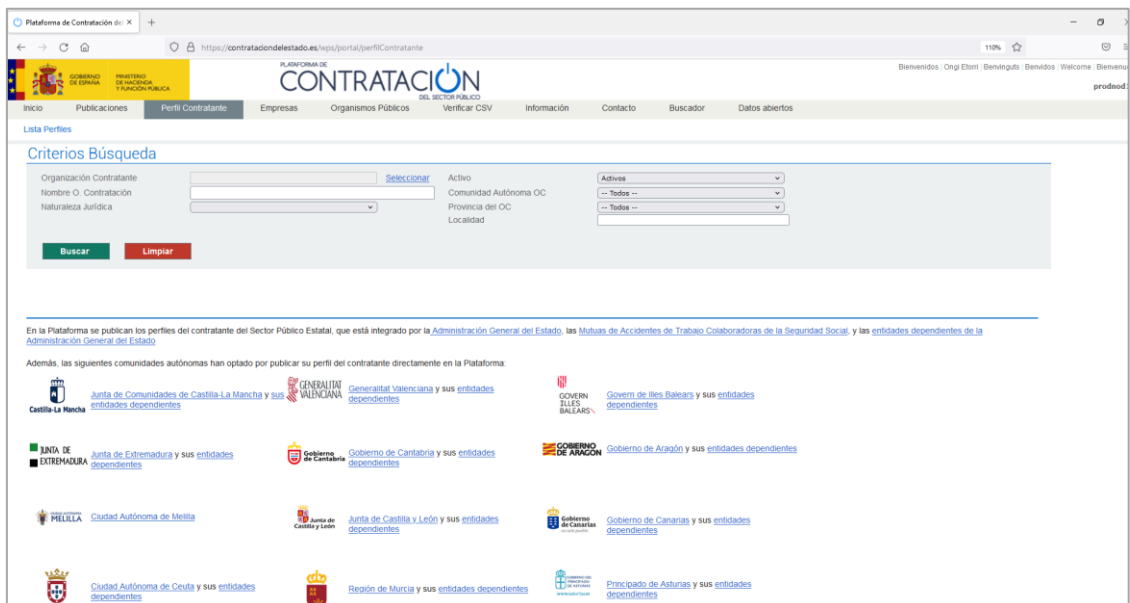 Plataforma de Contratación del
https://contrataciondelestado.es/wps/portal/perfilContratante
110%
GOBIERNO DE ESPAÑA
MINISTERIO DE HACIENDA Y FUNCIÓN PÚBLICA
PLATAFORMA DE
CONTRATACIÓN
DEL SECTOR PÚBLICO
Bienvenidos | Ongi Etorri | Benvinguts | Benvidos | Welcome | Bienvenu
prodnod
Inicio Publicaciones Perfil Contratante Empresas Organismos Públicos Verificar CSV Información Contacto Buscador Datos abiertos
Lista Perfiles
Criterios Búsqueda
Organización Contratante Seleccionar Activo Activos
Nombre O. Contratación Comunidad Autónoma OC -- Todos --
Naturaleza Jurídica Provincia del OC -- Todos --
Localidad
Buscar Limpiar
En la Plataforma se publican los perfiles del contratante del Sector Público Estatal, que está integrado por la Administración General del Estado, las Mutuas de Accidentes de Trabajo Colaboradoras de la Seguridad Social, y las entidades dependientes de la
Administración General del Estado
Además, las siguientes comunidades autónomas han optado por publicar su perfil del contratante directamente en la Plataforma:
Castilla-La Mancha
Junta de Comunidades de Castilla-La Mancha y sus
entidades dependientes
GENERALITAT VALENCIANA
Generalitat Valenciana y sus entidades
dependientes
GOVERN ILLES BALEARS
Govern de Illes Balears y sus entidades
dependientes
JUNTA DE EXTREMADURA
Junta de Extremadura y sus entidades
dependientes
Gobierno de Cantabria
Gobierno de Cantabria y sus entidades
dependientes
GOBIERNO DE ARAGON
Gobierno de Aragón y sus entidades dependientes
MELILLA
Ciudad Autónoma de Melilla
Junta de Castilla y León
Junta de Castilla y León y sus entidades
dependientes
Gobierno de Canarias
Gobierno de Canarias y sus entidades
dependientes
Ciudad Autónoma de Ceuta y sus entidades
dependientes
Región de Murcia y sus entidades dependientes
GOBIERNO DEL PRINCIPADO DE ASTURIAS
Principado de Asturias y sus entidades
dependientes